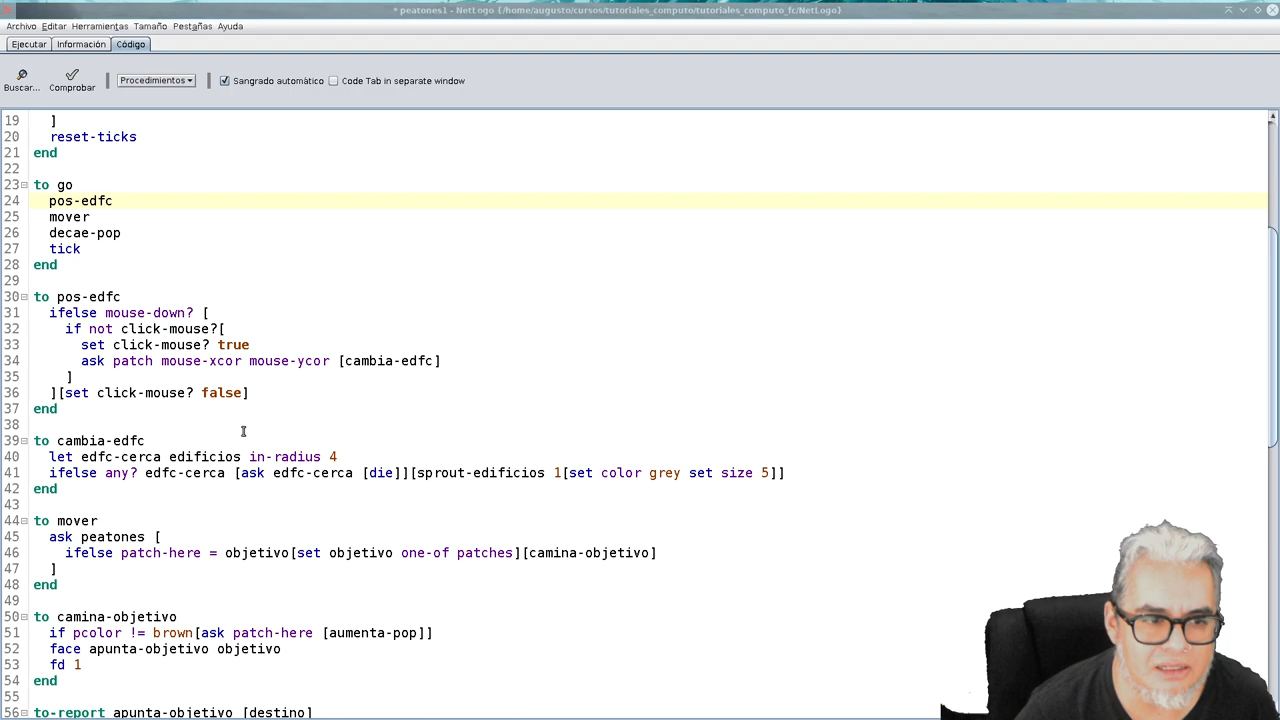 * peatones1 - NetLogo {/home/augusto/cursos/tutoriales_computo/tutoriales_computo_fc/NetLogo}
Archivo Editar Herramientas Tamaño Pestañas Ayuda
Ejecutar Información Código
Buscar... Comprobar Procedimientos Sangrado automático Code Tab in separate window
19 ]
20 reset-ticks
21 end
22
23 to go
24 pos-edfc
25 mover
26 decae-pop
27 tick
28 end
29
30 to pos-edfc
31 ifelse mouse-down? [
32 if not click-mouse?[
33 set click-mouse? true
34 ask patch mouse-xcor mouse-ycor [cambia-edfc]
35 ]
36 ][set click-mouse? false]
37 end
38
39 to cambia-edfc
40 let edfc-cerca edificios in-radius 4
41 ifelse any? edfc-cerca [ask edfc-cerca [die]][sprout-edificios 1[set color grey set size 5]]
42 end
43
44 to mover
45 ask peatones [
46 ifelse patch-here = objetivo[set objetivo one-of patches][camina-objetivo]
47 ]
48 end
49
50 to camina-objetivo
51 if pcolor != brown[ask patch-here [aumenta-pop]]
52 face apunta-objetivo objetivo
53 fd 1
54 end
55
56 to-report apunta-objetivo [destino]